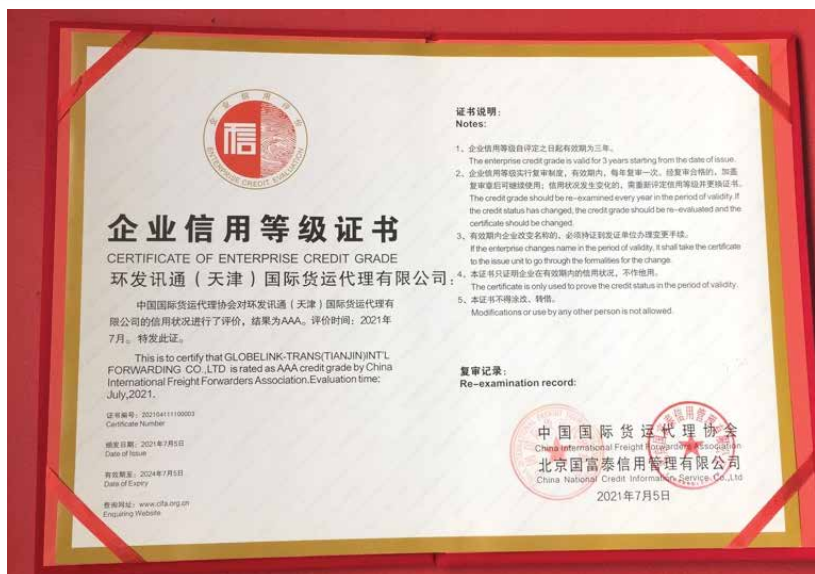 企业信用评价
信
ENTERPRISE CREDIT EVALUATION
企业信用等级证书
CERTIFICATE OF ENTERPRISE CREDIT GRADE
环发讯通（天津）国际货运代理有限公司：
中国国际货运代理协会对环发讯通（天津）国际货运代理有
限公司的信用状况进行了评价，结果为AAA。评价时间：2021年
7月。特发此证。
This is to certify that GLOBELINK-TRANS(TIANJIN)INT'L
FORWARDING CO.,LTD is rated as AAA credit grade by China
International Freight Forwarders Association.Evaluation time:
July,2021.
证书编号：202104111100003
Certificate Number
颁发日期：2021年7月5日
Date of Issue
有效期至：2024年7月5日
Date of Expiry
查询网址：www.cifa.org.cn
Enquiring Website
证书说明：
Notes:
1、企业信用等级自评定之日起有效期为三年。
The enterprise credit grade is valid for 3 years starting from the date of issue.
2、企业信用等级实行复审制度，有效期内，每年复审一次。经复审合格的，加盖
复审章后可继续使用；信用状况发生变化的，需重新评定信用等级并更换证书。
The credit grade should be re-examined every year in the period of validity.If
the credit status has changed, the credit grade should be re-evaluated and the
certificate should be changed.
3、有效期内企业改变名称的，必须持证到发证单位办理变更手续。
If the enterprise changes name in the period of validity, it shall take the certificate
to the issue unit to go through the formalities for the change.
4、本证书只证明企业在有效期内的信用状况，不作他用。
The certificate is only used to prove the credit status in the period of validity.
5、本证书不得涂改、转借。
Modifications or use by any other person is not allowed.
复审记录：
Re-examination record:
中国国际货运代理协会
China International Freight Forwarders Association
北京国富泰信用管理有限公司
China National Credit Information Service Co.,Ltd
2021年7月5日